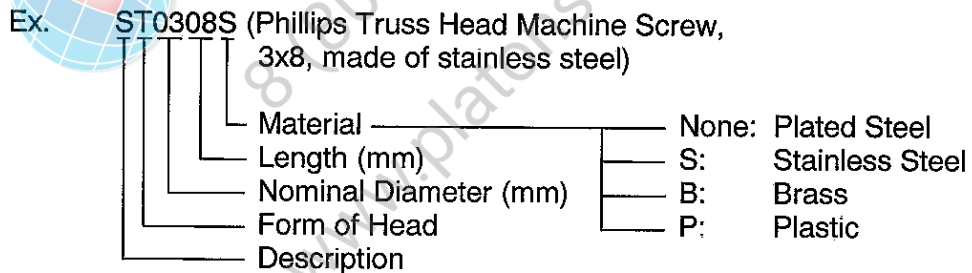 Ex. ST0308S (Phillips Truss Head Machine Screw,
3x8, made of stainless steel)
Material
Length (mm)
Nominal Diameter (mm)
Form of Head
Description
None: Plated Steel
S: Stainless Steel
B: Brass
P: Plastic